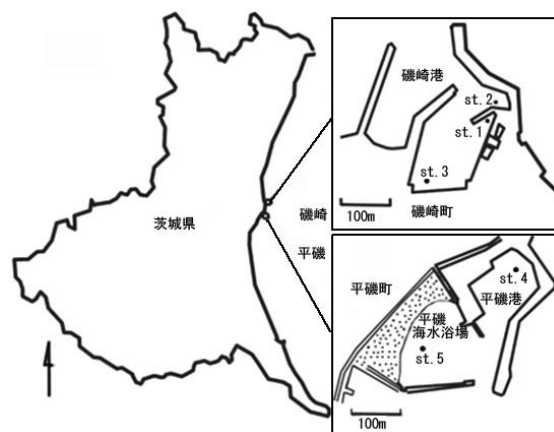 茨城県
磯崎
平磯
磯崎港
st.2
st.1
st.3
100m
磯崎町
平磯町
st.4
平磯港
平磯
海水浴場
st.5
100m